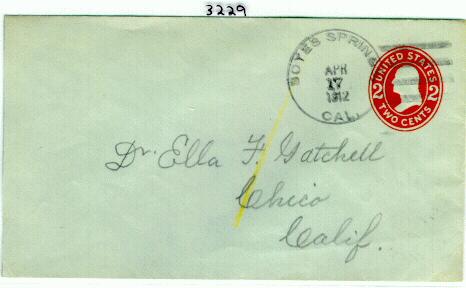 3229
BOYES SPRINGS
APR
17
1912
CAL.
UNITED STATES
2 2
TWO CENTS
Dr. Ella F. Gatchell
Chico
Calif.